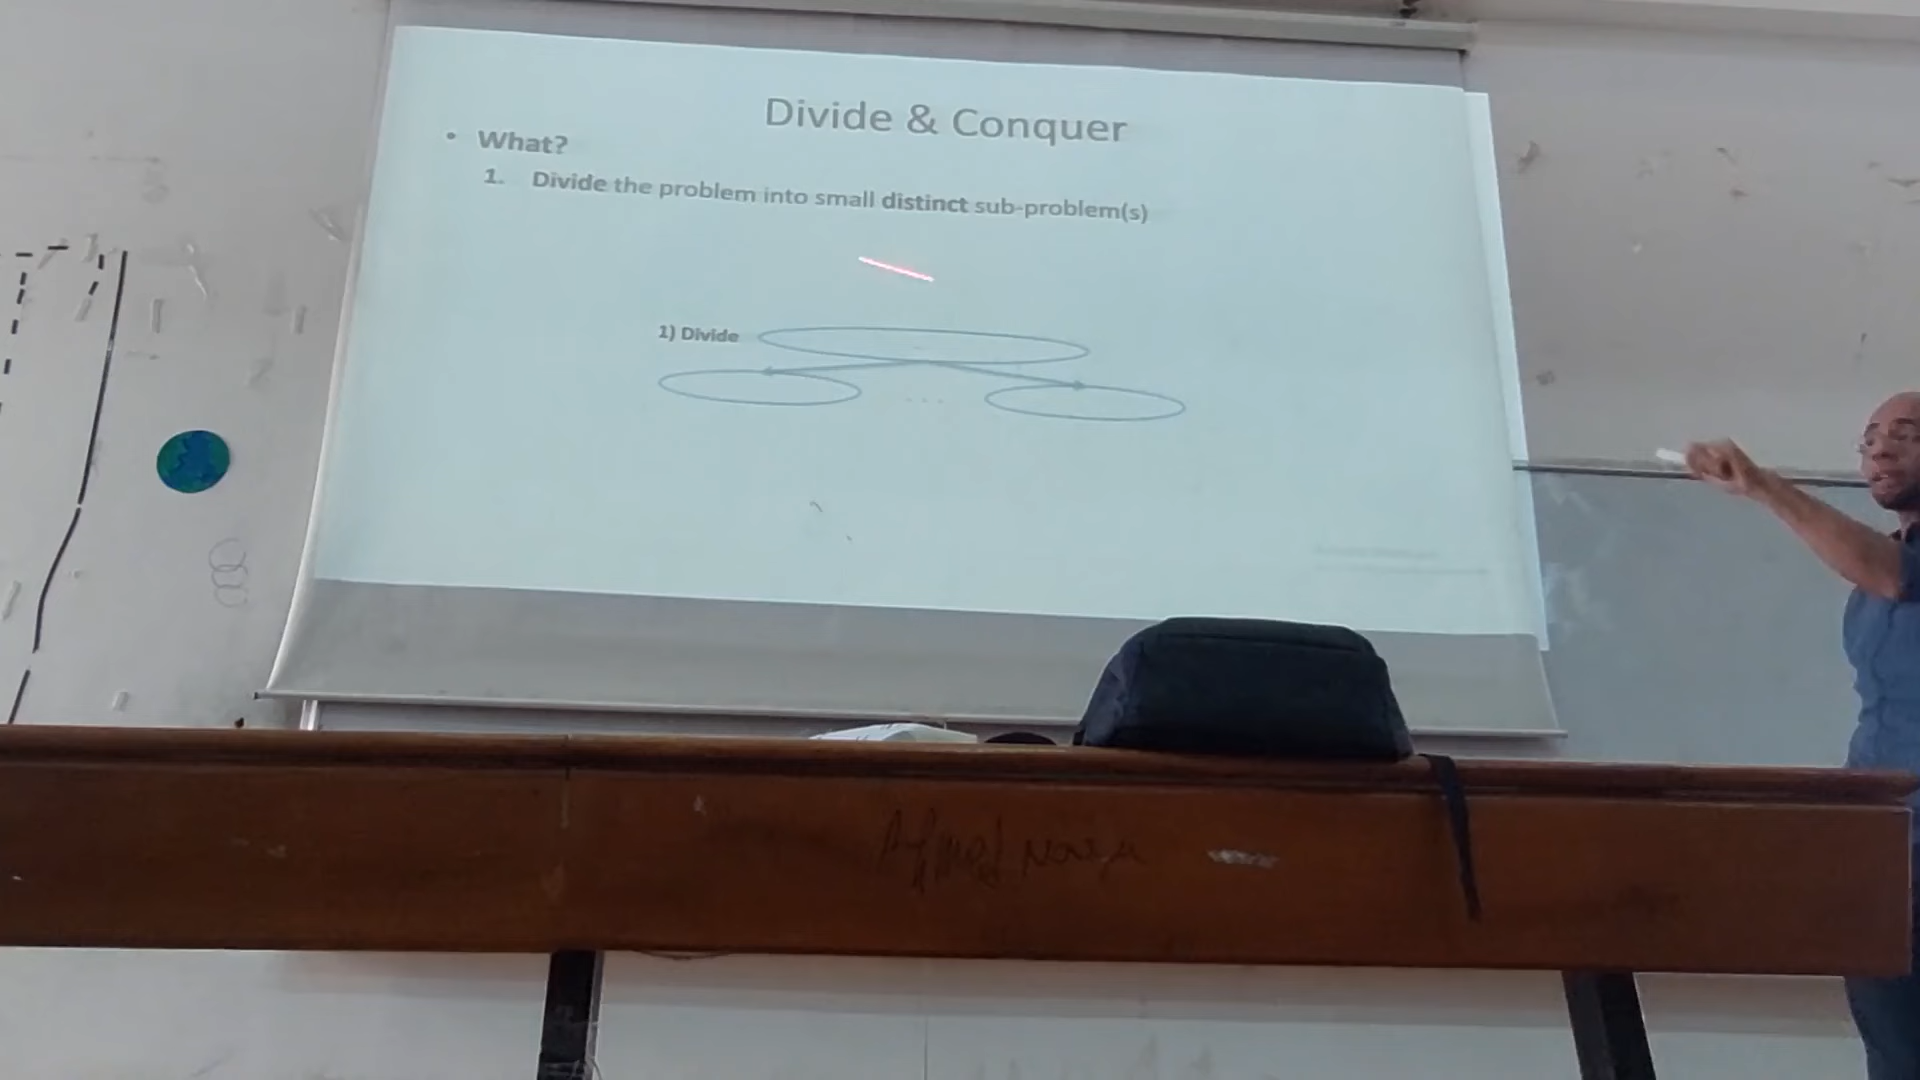 Divide & Conquer
• What?
1. Divide the problem into small distinct sub-problem(s)
1) Divide
. . .